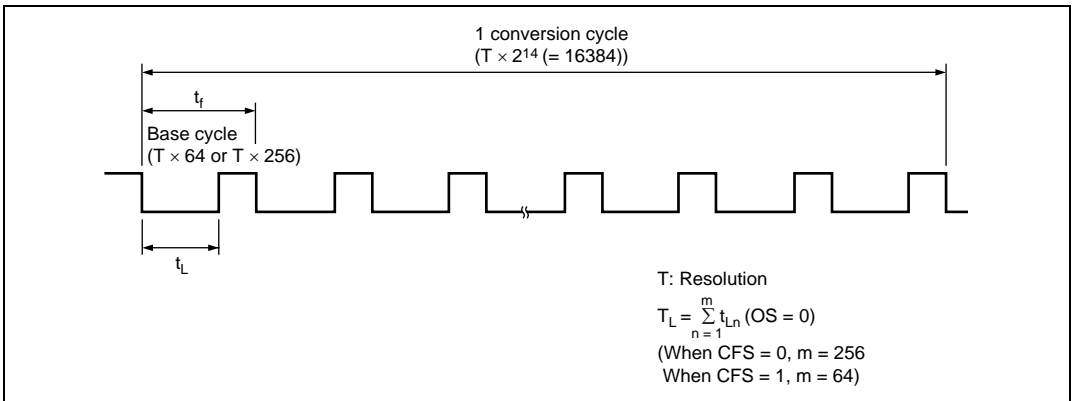 1 conversion cycle
(T × 2¹⁴ (= 16384))
t_f
Base cycle
(T × 64 or T × 256)
t_L
T: Resolution
T_L = Σ t_Ln (OS = 0)
m
n = 1
(When CFS = 0, m = 256
When CFS = 1, m = 64)